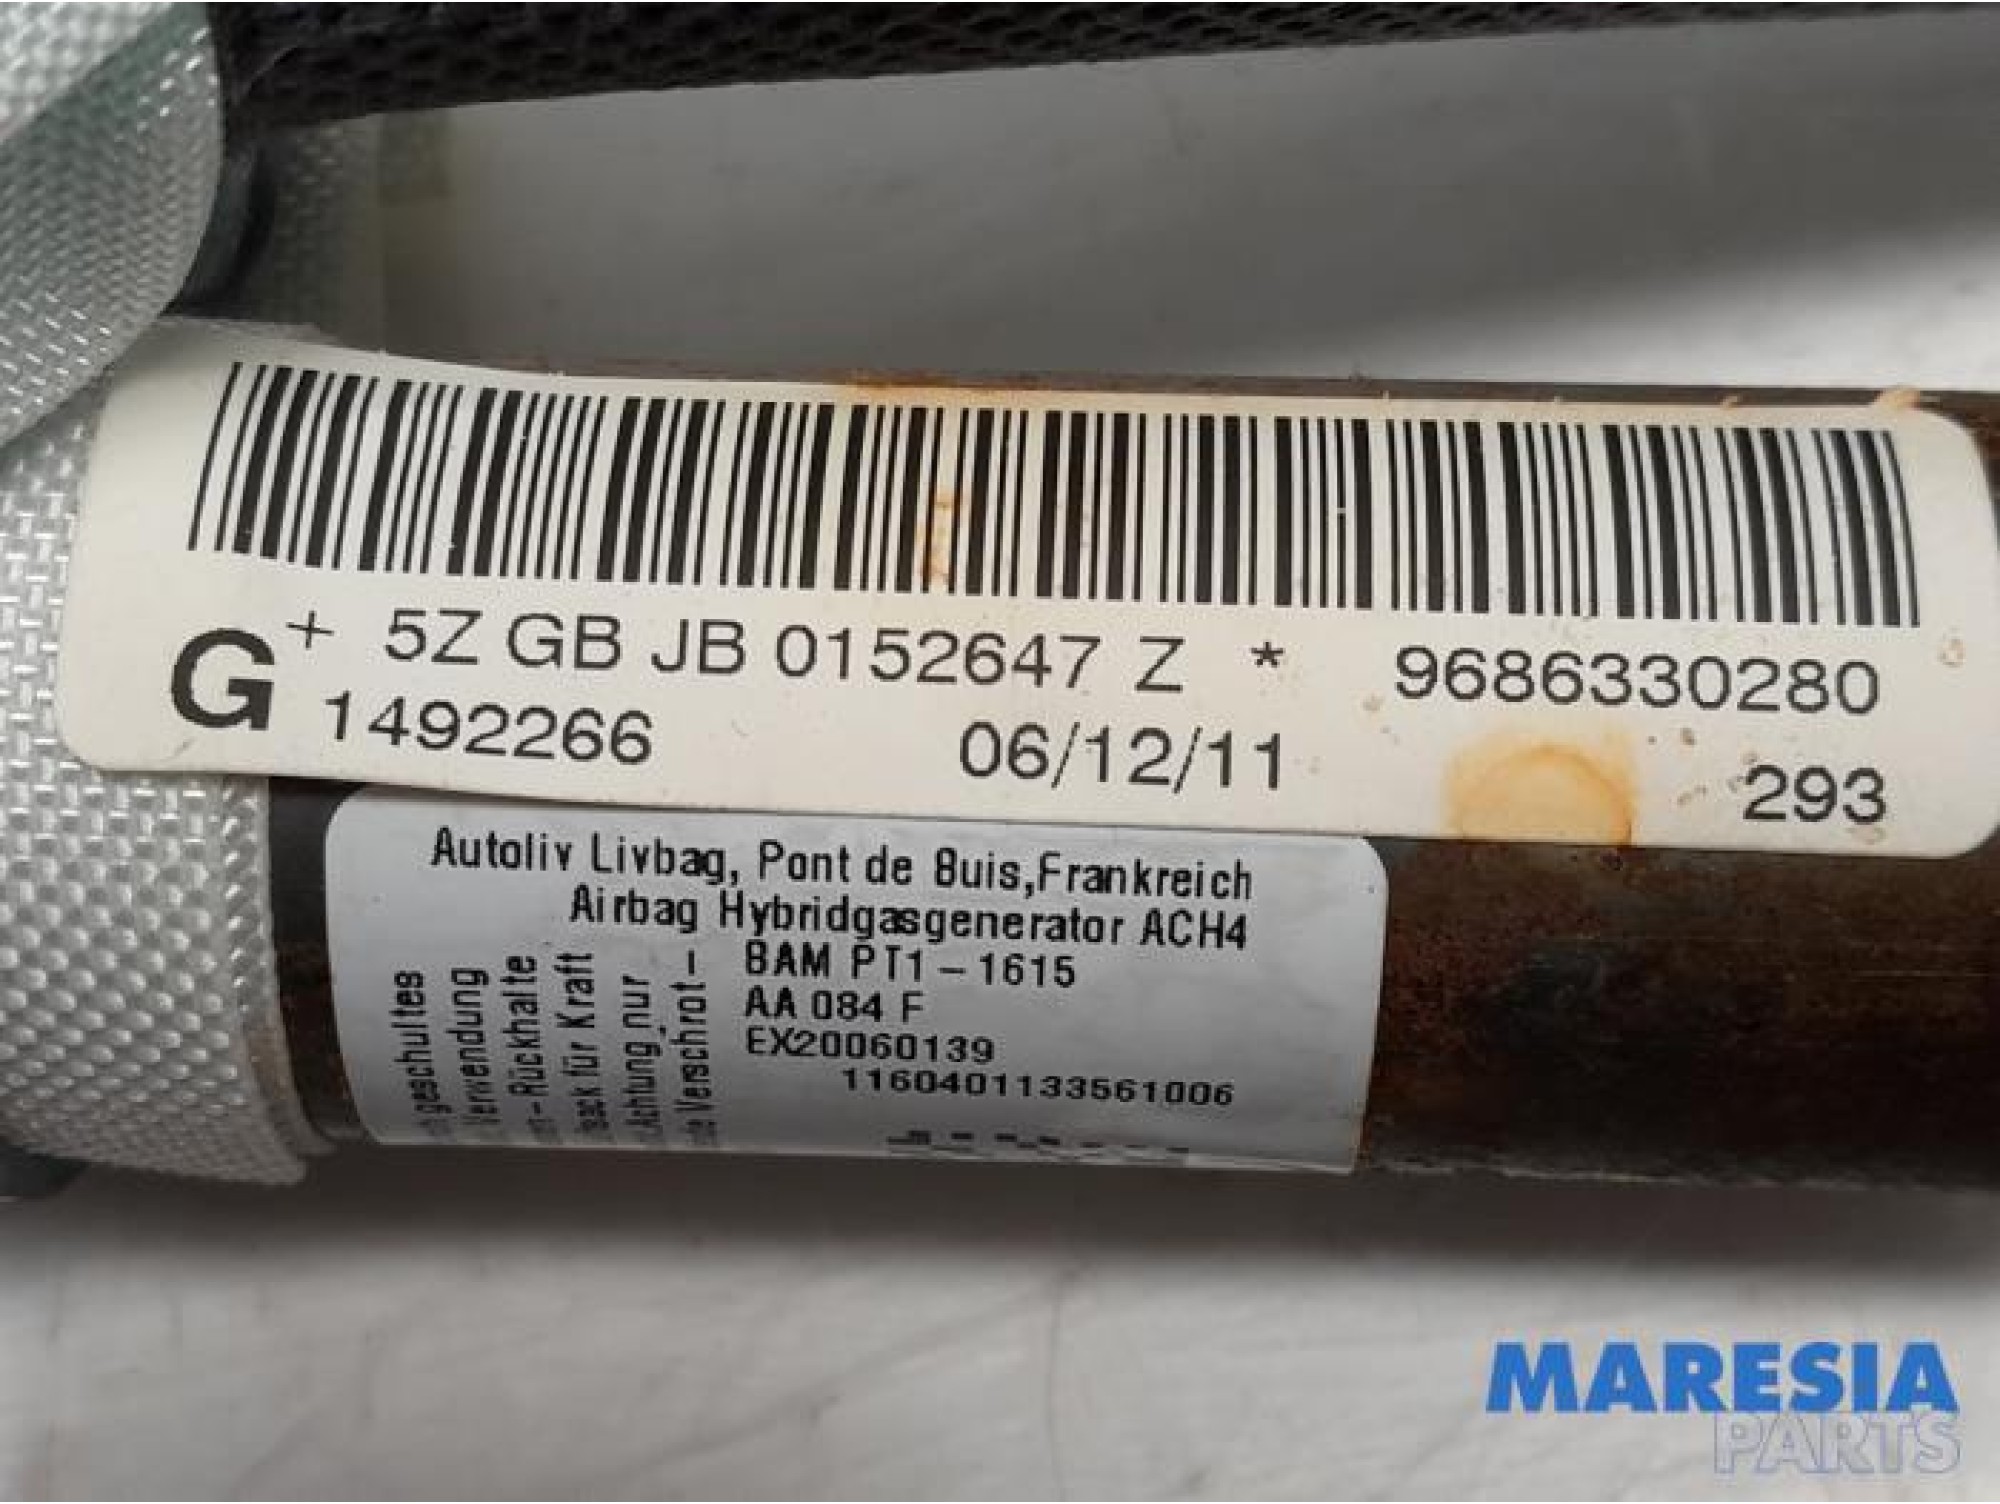 G + 5Z GB JB 0152647 Z * 9686330280
1492266 06/12/11 293
Autoliv Livbag, Pont de Buis,Frankreich
Airbag Hybridgasgenerator ACH4
BAM PT1-1615
AA 084 F
EX20060139
1160401133561006
geschultes
Verwendung
-Rückhalte
für Kraft
Achtung nur
Verschrot-
MARESIA
PARTS